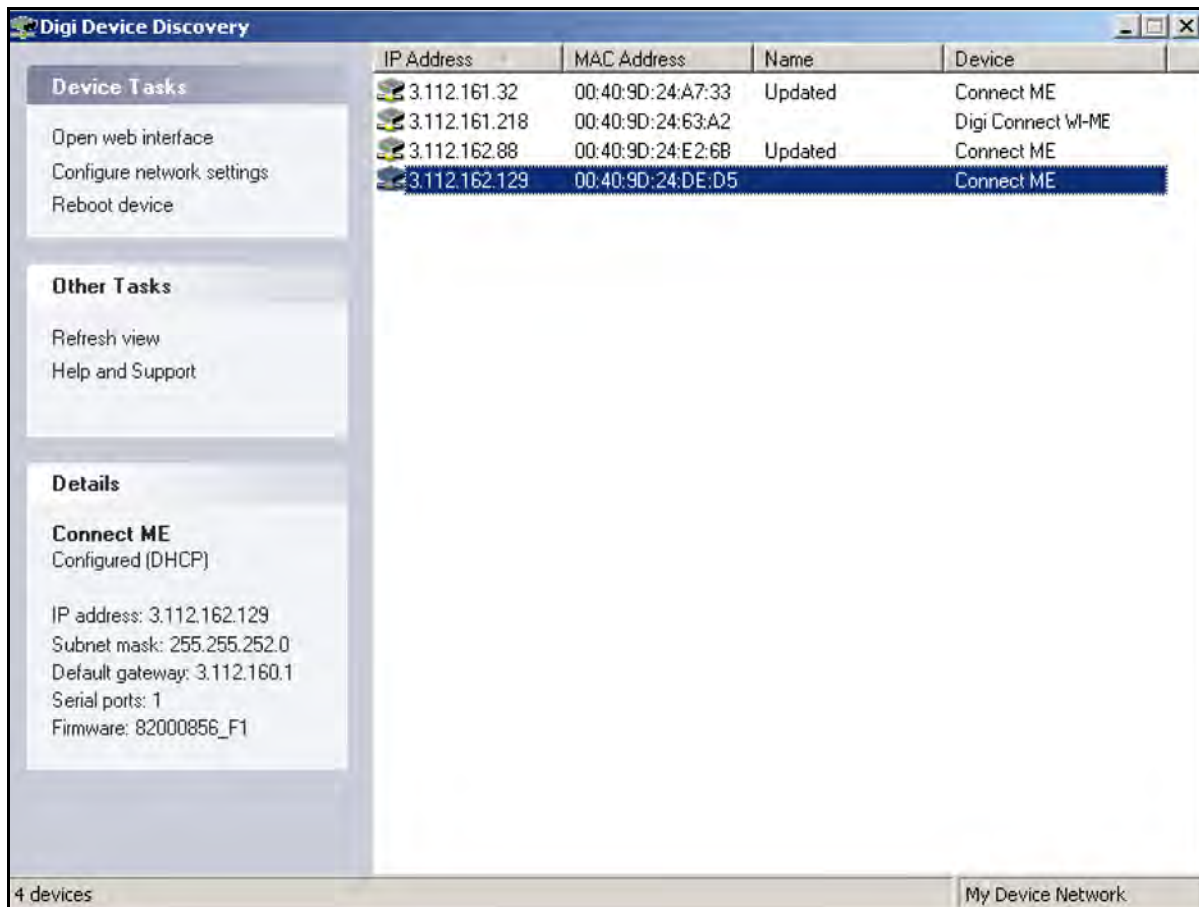 Digi Device Discovery
Device Tasks
Open web interface
Configure network settings
Reboot device
Other Tasks
Refresh view
Help and Support
Details
Connect ME
Configured (DHCP)
IP address: 3.112.162.129
Subnet mask: 255.255.252.0
Default gateway: 3.112.160.1
Serial ports: 1
Firmware: 82000856_F1
IP Address MAC Address Name Device
3.112.161.32 00:40:9D:24:A7:33 Updated Connect ME
3.112.161.218 00:40:9D:24:63:A2 Digi Connect WI-ME
3.112.162.88 00:40:9D:24:E2:6B Updated Connect ME
3.112.162.129 00:40:9D:24:DE:D5 Connect ME
4 devices My Device Network